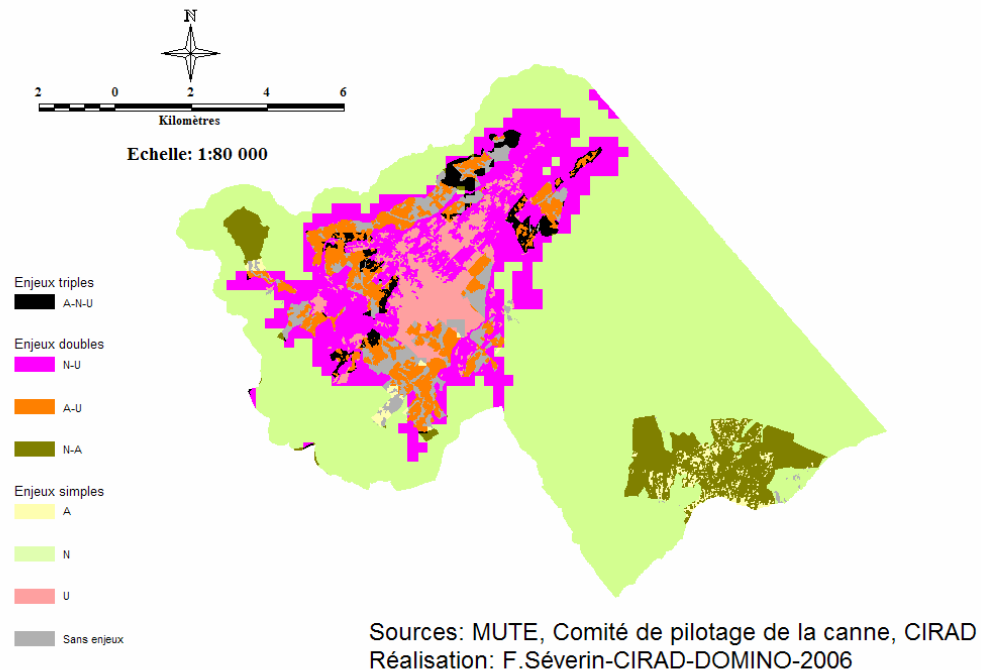 N
2 0 2 4 6
Kilomètres
Echelle: 1:80 000
Enjeux triples
A-N-U
Enjeux doubles
N-U
A-U
N-A
Enjeux simples
A
N
U
Sans enjeux
Sources: MUTE, Comité de pilotage de la canne, CIRAD
Réalisation: F.Séverin-CIRAD-DOMINO-2006